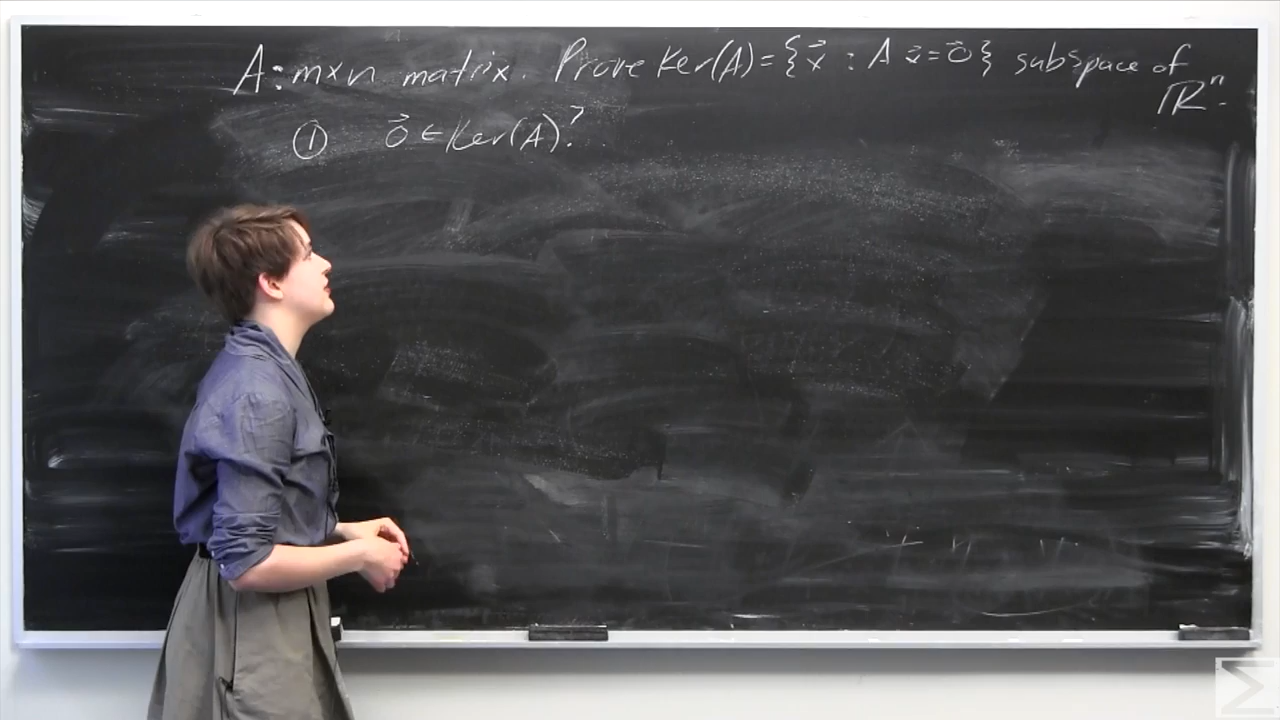 A: m×n matrix. Prove Ker(A) = {x⃗ : A x⃗ = 0⃗} subspace of
ℝⁿ.
① 0⃗ ∈ Ker(A)?